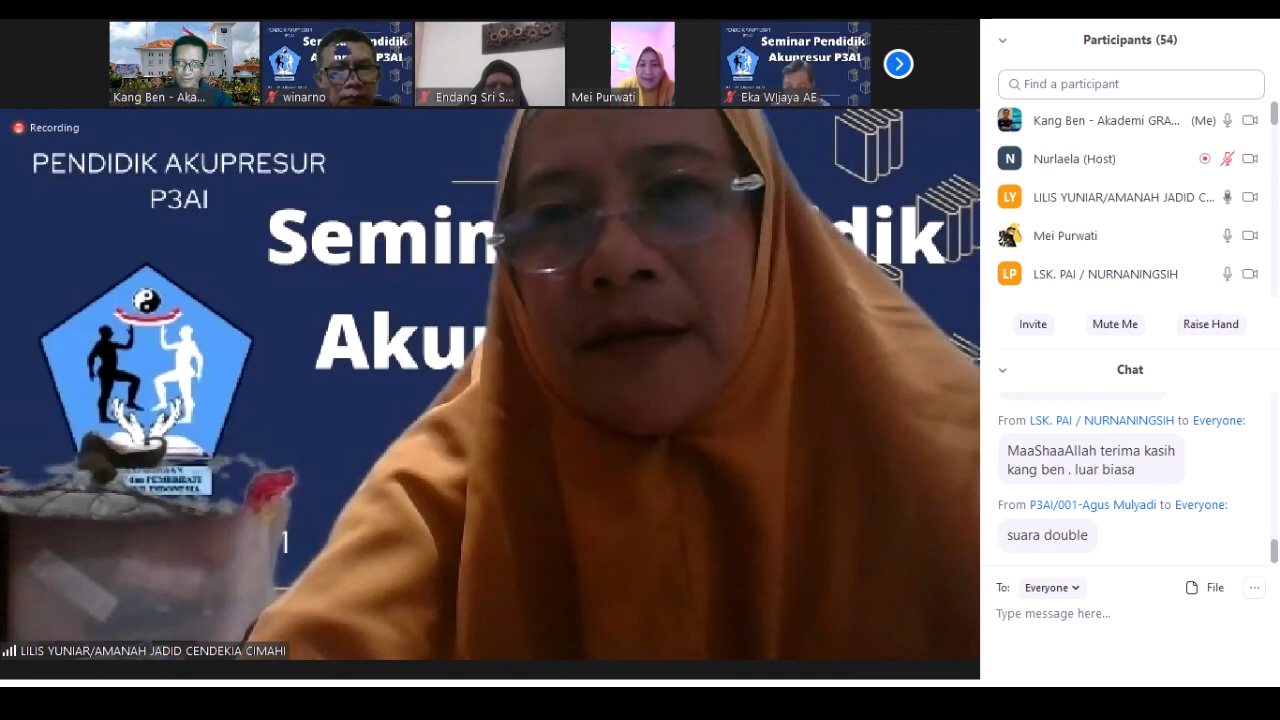 Kang Ben - Aka...
winarno
Endang Sri S...
Mei Purwati
Seminar Pendidik
Akupresur P3AI
Eka WIjaya AE
Recording
PENDIDIK AKUPRESUR
P3AI
Semin
dik
Aku
LILIS YUNIAR/AMANAH JADID CENDEKIA CIMAHI
Participants (54)
Find a participant
Kang Ben - Akademi GRA... (Me)
N Nurlaela (Host)
LY LILIS YUNIAR/AMANAH JADID C...
Mei Purwati
LP LSK. PAI / NURNANINGSIH
Invite Mute Me Raise Hand
Chat
From LSK. PAI / NURNANINGSIH to Everyone:
MaaShaaAllah terima kasih
kang ben . luar biasa
From P3AI/001-Agus Mulyadi to Everyone:
suara double
To: Everyone File
Type message here...